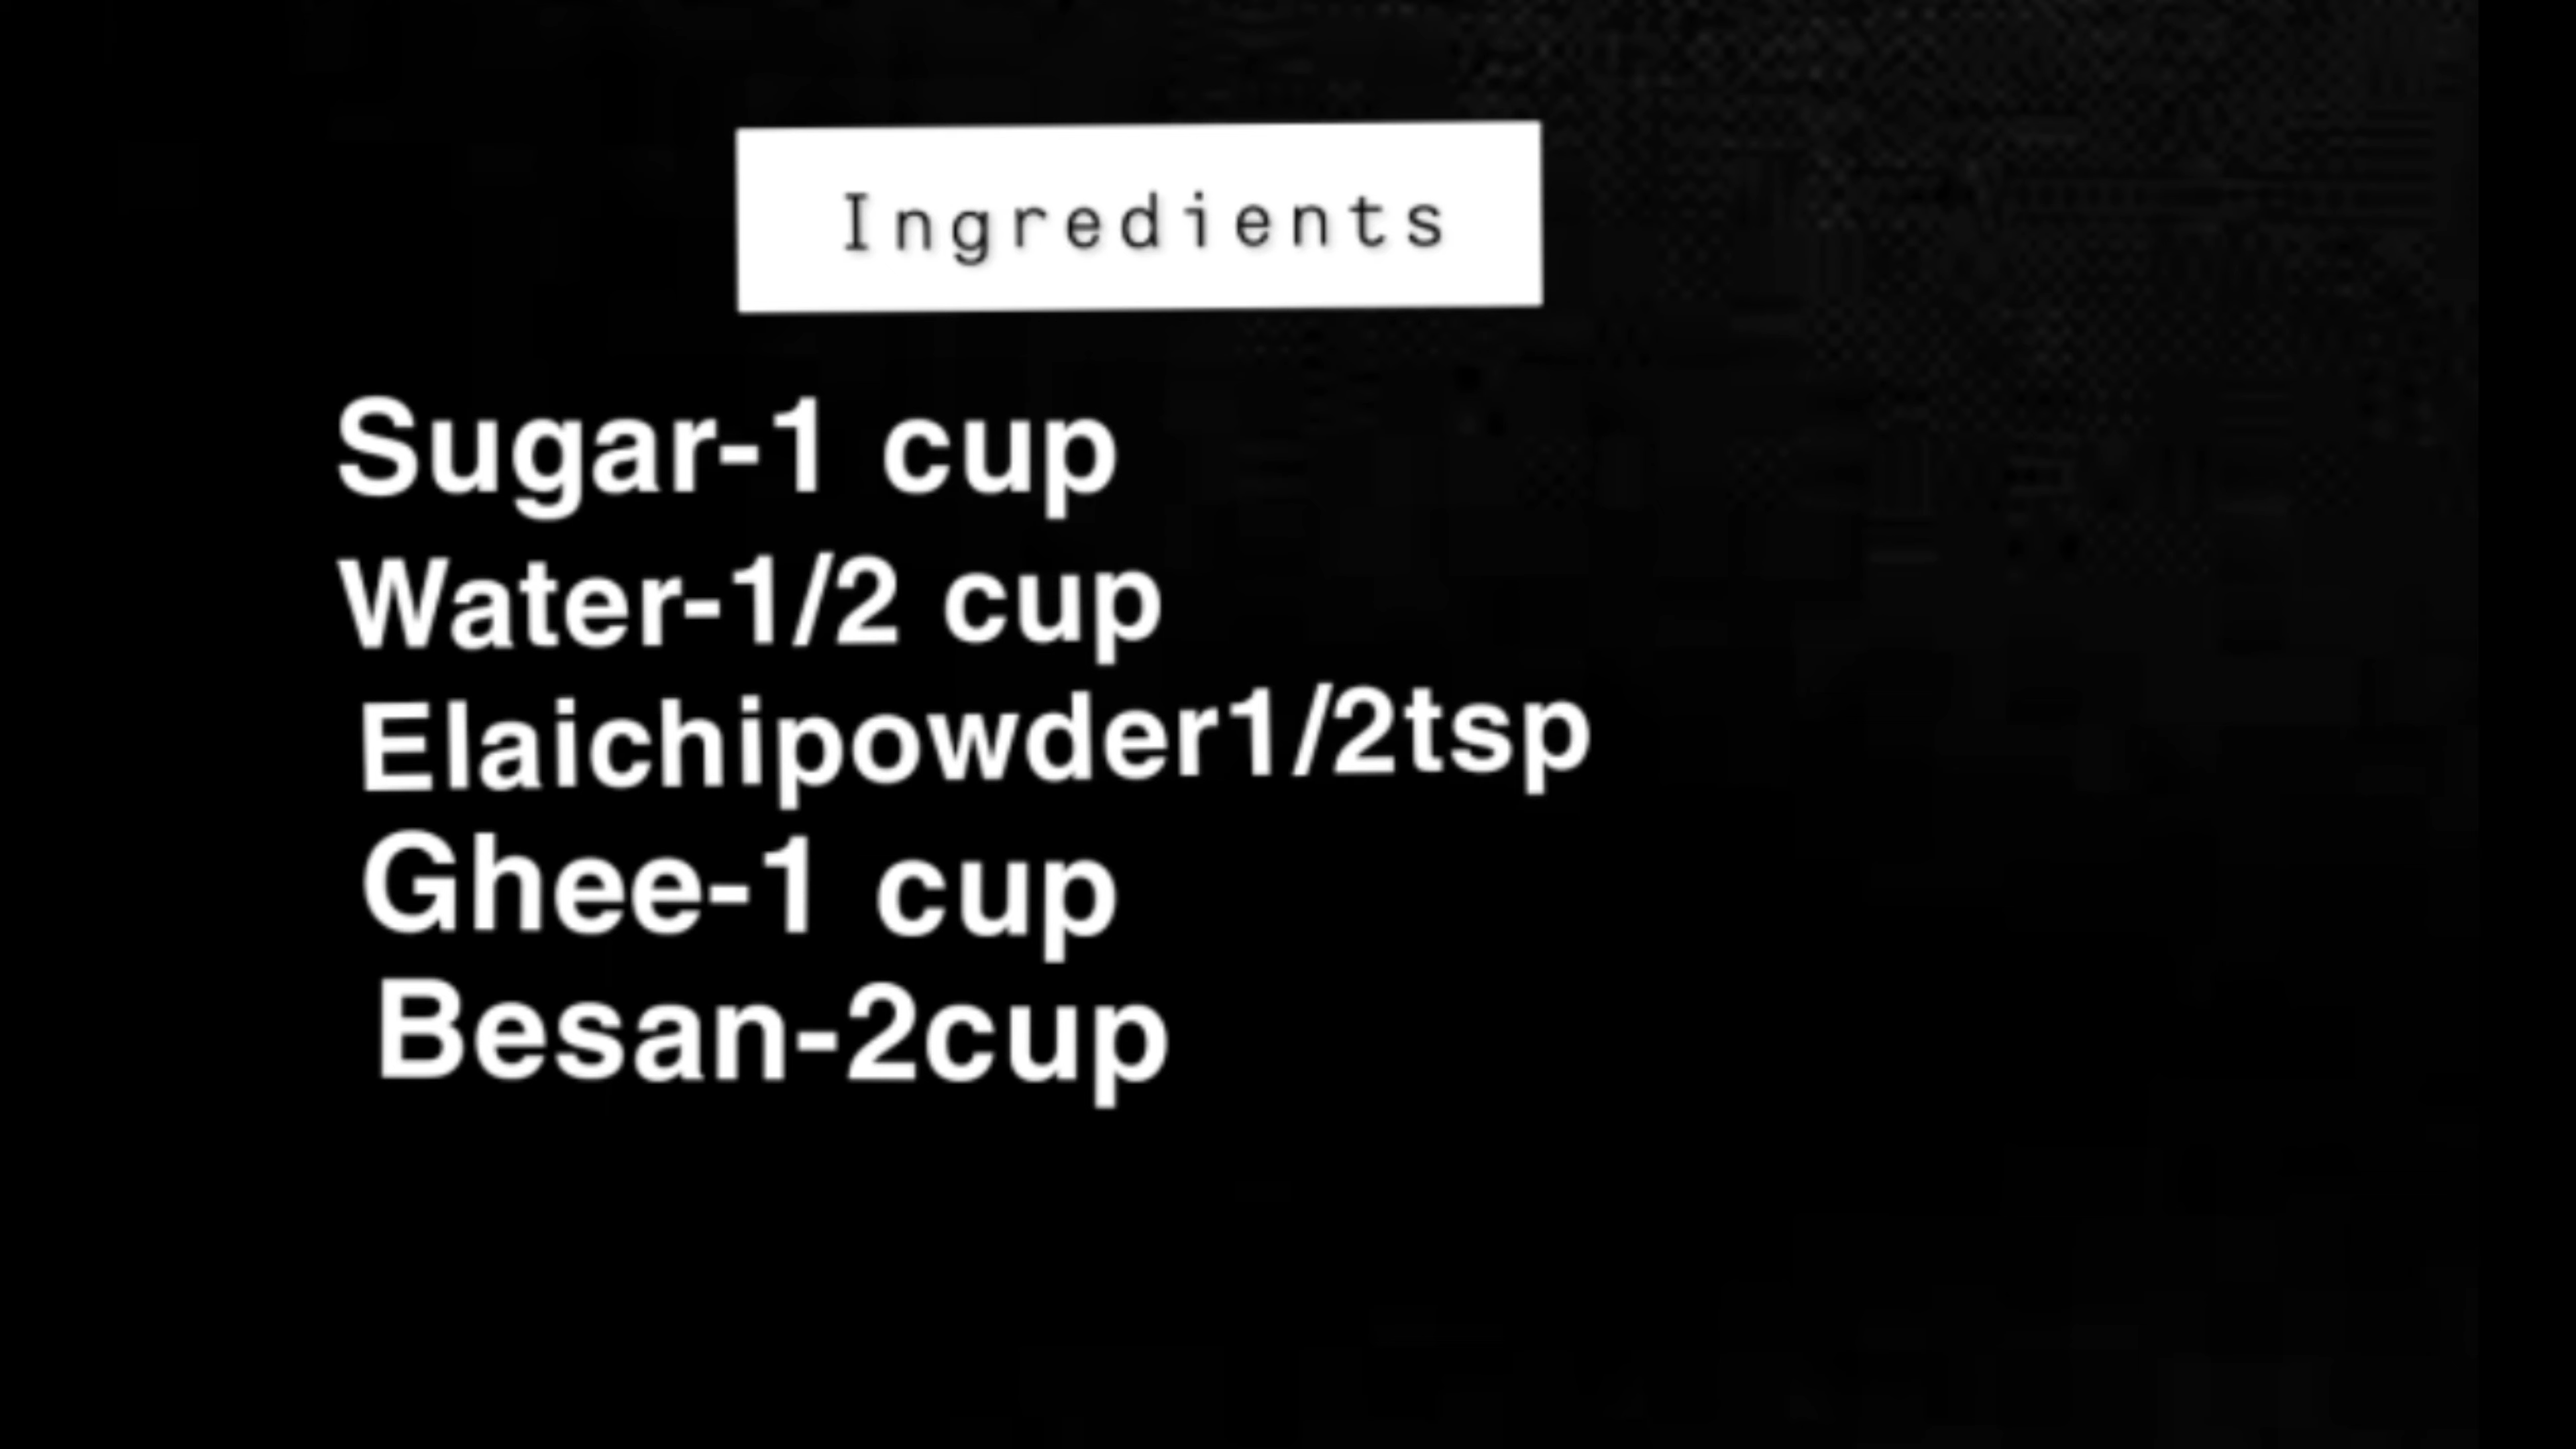 Ingredients
Sugar-1 cup
Water-1/2 cup
Elaichipowder1/2tsp
Ghee-1 cup
Besan-2cup